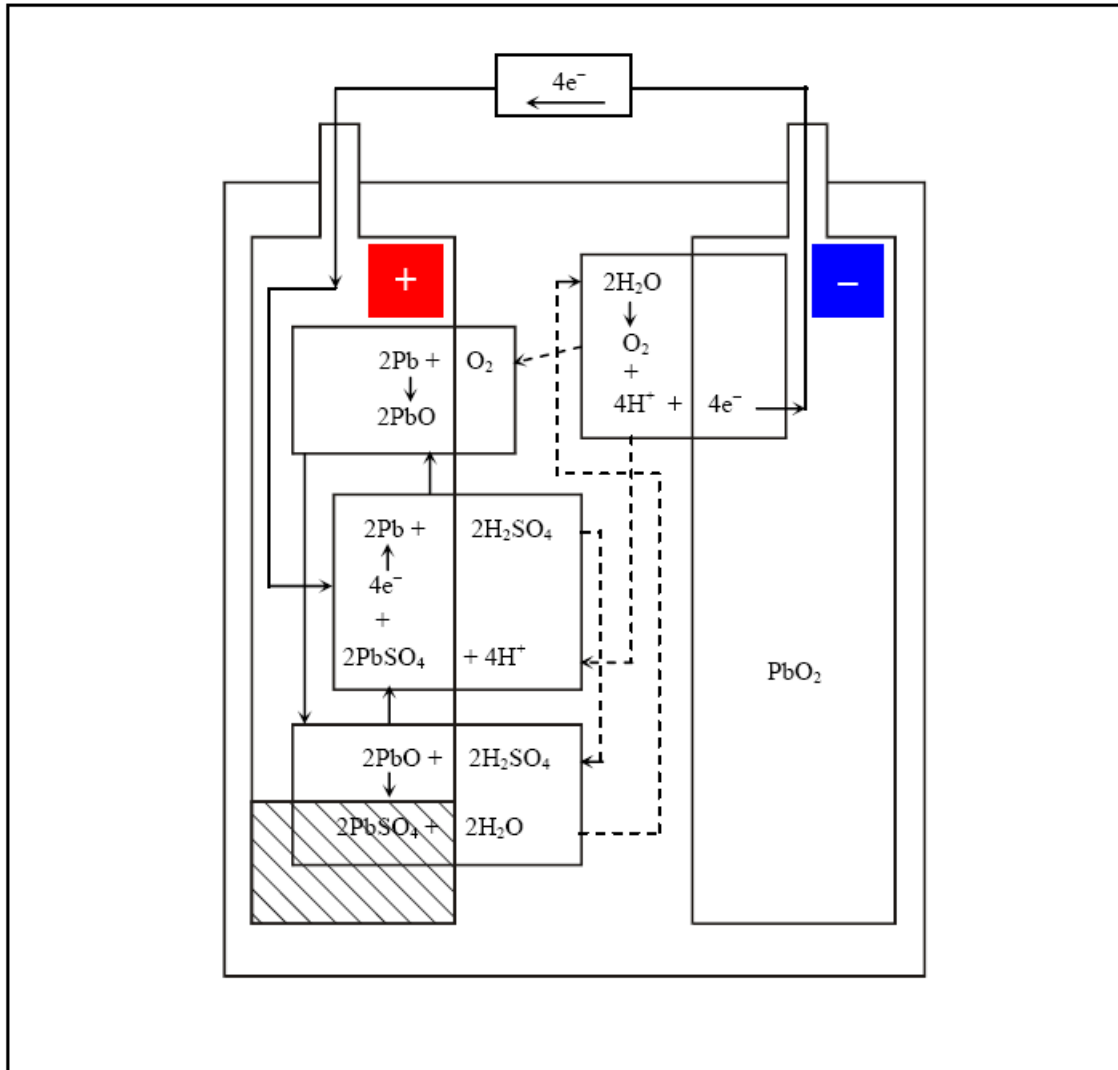 4e⁻
+
−
2H₂O
O₂
+
4H⁺ + 4e⁻
2Pb + O₂
2PbO
2Pb + 2H₂SO₄
4e⁻
+
2PbSO₄ + 4H⁺
PbO₂
2PbO + 2H₂SO₄
2PbSO₄ + 2H₂O